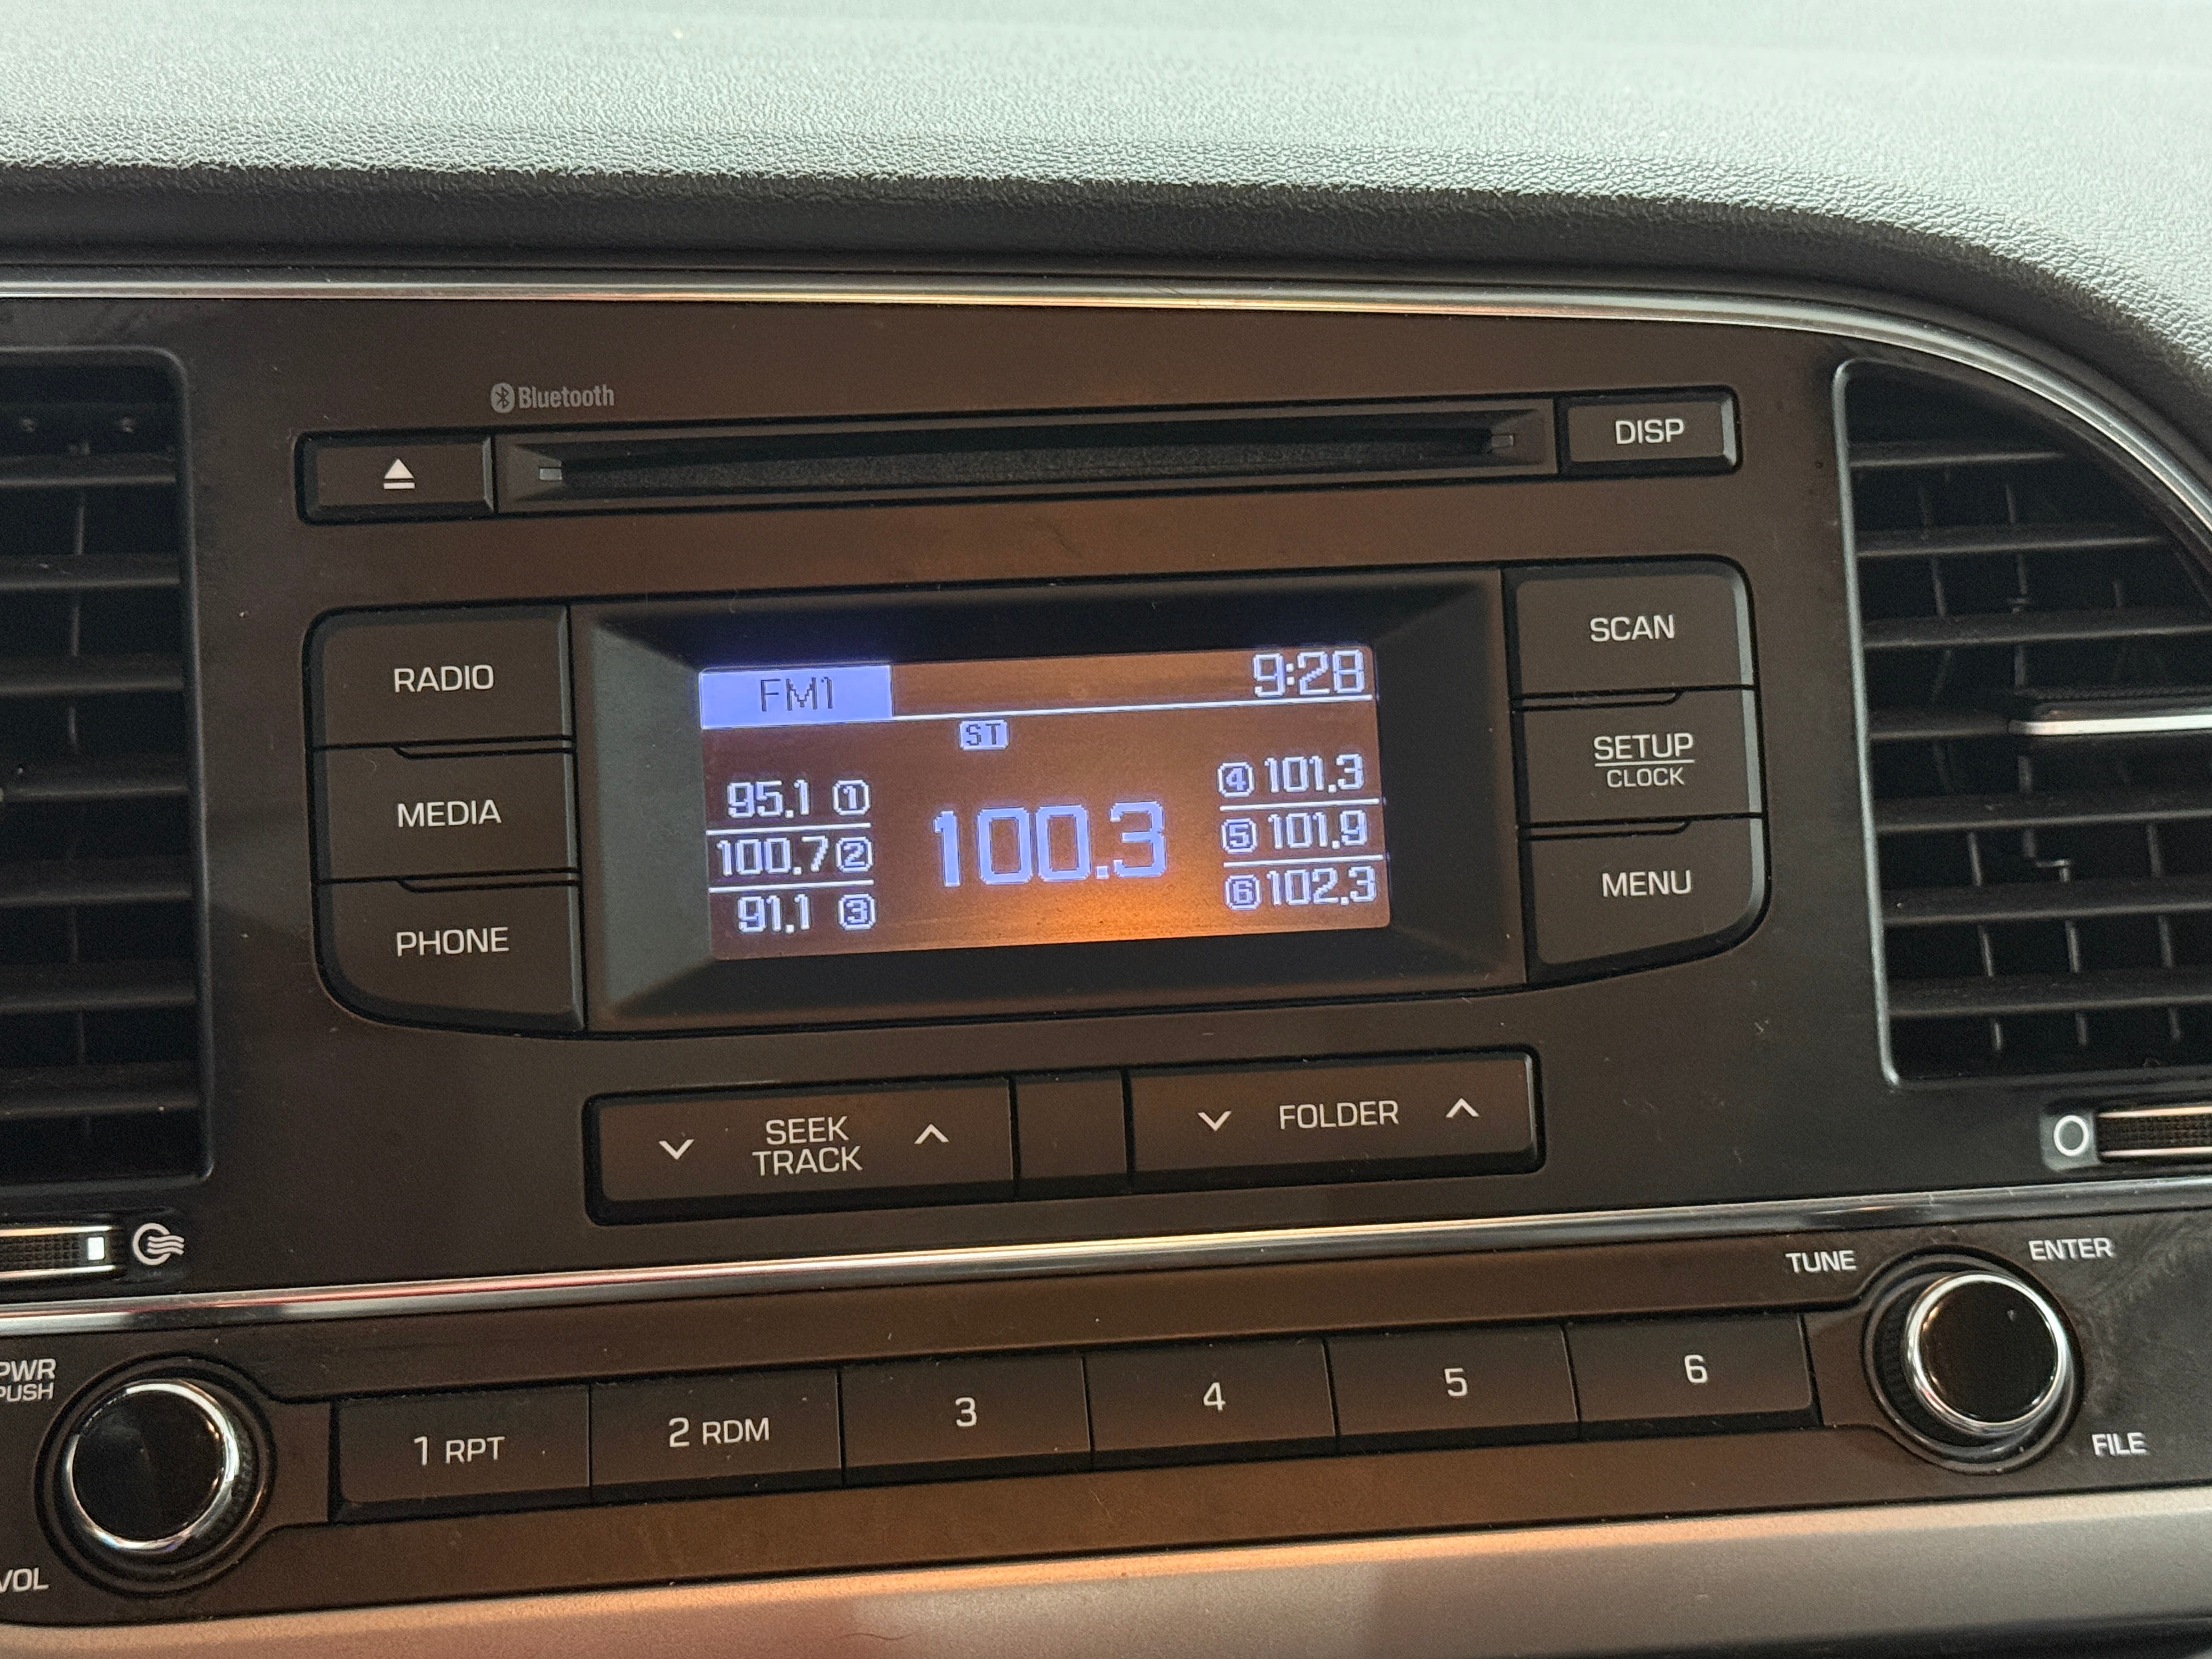 Bluetooth
DISP
RADIO
MEDIA
PHONE
FM1
9:28
ST
95.1 1
100.7 2
91.1 3
100.3
4 101.3
5 101.9
6 102.3
SCAN
SETUP
CLOCK
MENU
SEEK
TRACK
FOLDER
PWR
PUSH
VOL
1 RPT
2 RDM
3
4
5
6
TUNE
ENTER
FILE